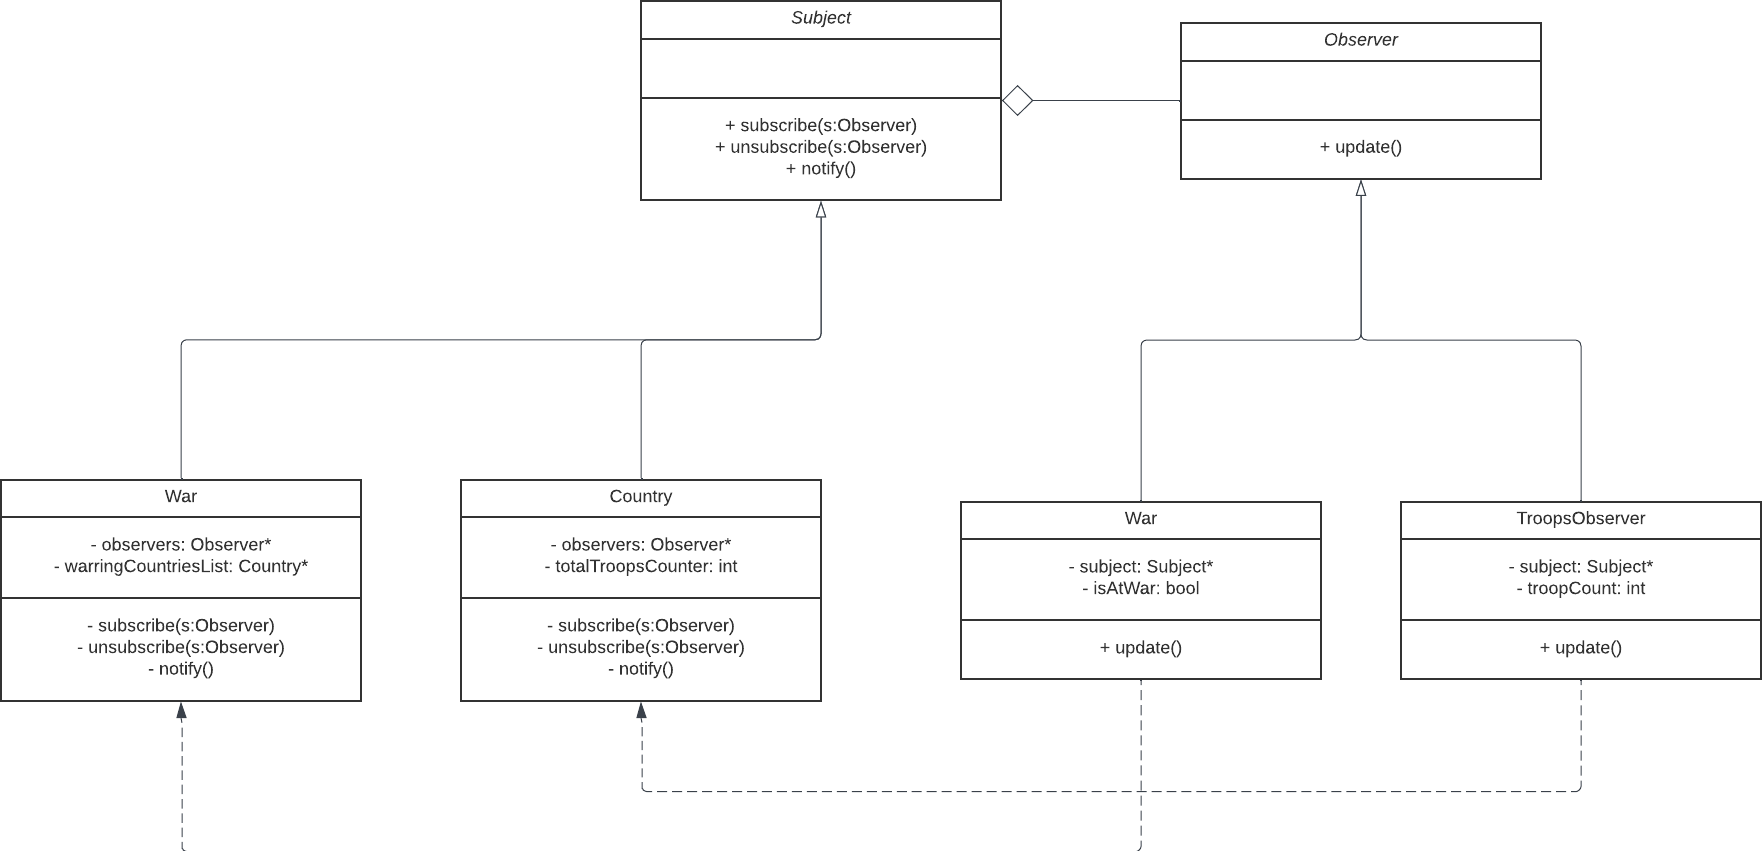 Subject
+ subscribe(s:Observer)
+ unsubscribe(s:Observer)
+ notify()
Observer
+ update()
War
- observers: Observer*
- warringCountriesList: Country*
- subscribe(s:Observer)
- unsubscribe(s:Observer)
- notify()
Country
- observers: Observer*
- totalTroopsCounter: int
- subscribe(s:Observer)
- unsubscribe(s:Observer)
- notify()
War
- subject: Subject*
- isAtWar: bool
+ update()
TroopsObserver
- subject: Subject*
- troopCount: int
+ update()